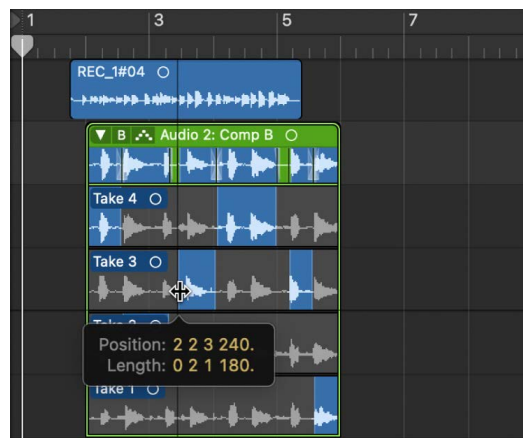 1 3 5 7
REC_1#04
B Audio 2: Comp B
Take 4
Take 3
Position: 2 2 3 240.
Length: 0 2 1 180.
Take 1